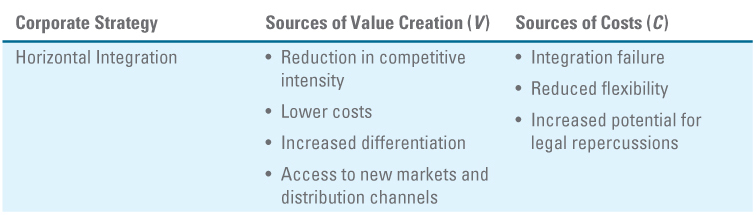 Corporate Strategy Sources of Value Creation (V) Sources of Costs (C)
Horizontal Integration
• Reduction in competitive
intensity
• Lower costs
• Increased differentiation
• Access to new markets and
distribution channels
• Integration failure
• Reduced flexibility
• Increased potential for
legal repercussions